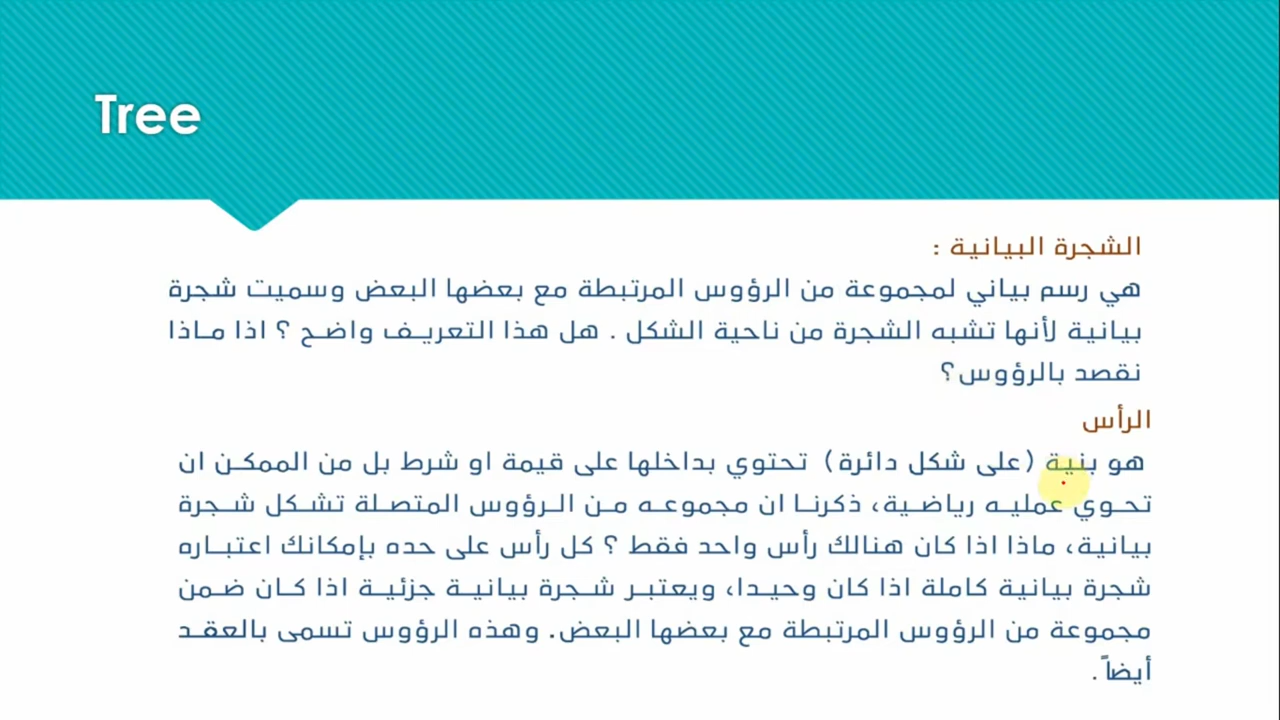 Tree
الشجرة البيانية :
هي رسم بياني لمجموعة من الرؤوس المرتبطة مع بعضها البعض وسميت شجرة
بيانية لأنها تشبه الشجرة من ناحية الشكل . هل هذا التعريف واضح ؟ اذا ماذا
نقصد بالرؤوس؟
الرأس
هو بنية (على شكل دائرة) تحتوي بداخلها على قيمة او شرط بل من الممكن ان
تحوي عمليه رياضية، ذكرنا ان مجموعه من الرؤوس المتصلة تشكل شجرة
بيانية، ماذا اذا كان هنالك رأس واحد فقط ؟ كل رأس على حده بإمكانك اعتباره
شجرة بيانية كاملة اذا كان وحيدا، ويعتبر شجرة بيانية جزئية اذا كان ضمن
مجموعة من الرؤوس المرتبطة مع بعضها البعض. وهذه الرؤوس تسمى بالعقد
أيضاً .